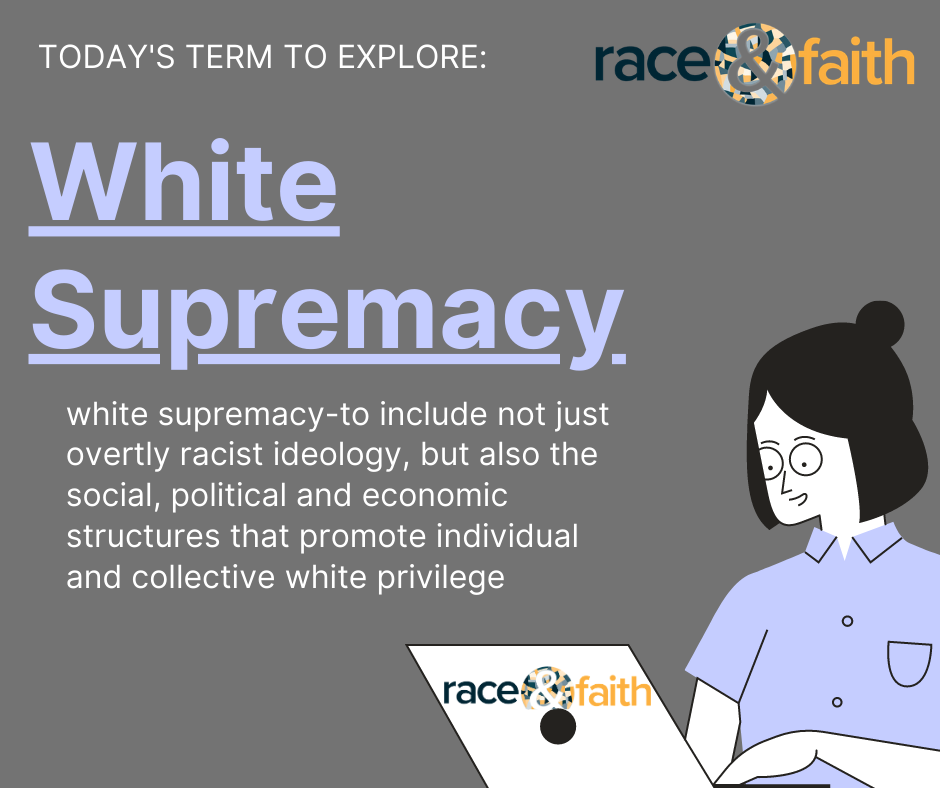 TODAY'S TERM TO EXPLORE:
race&faith
White
Supremacy
white supremacy-to include not just
overtly racist ideology, but also the
social, political and economic
structures that promote individual
and collective white privilege
race&faith